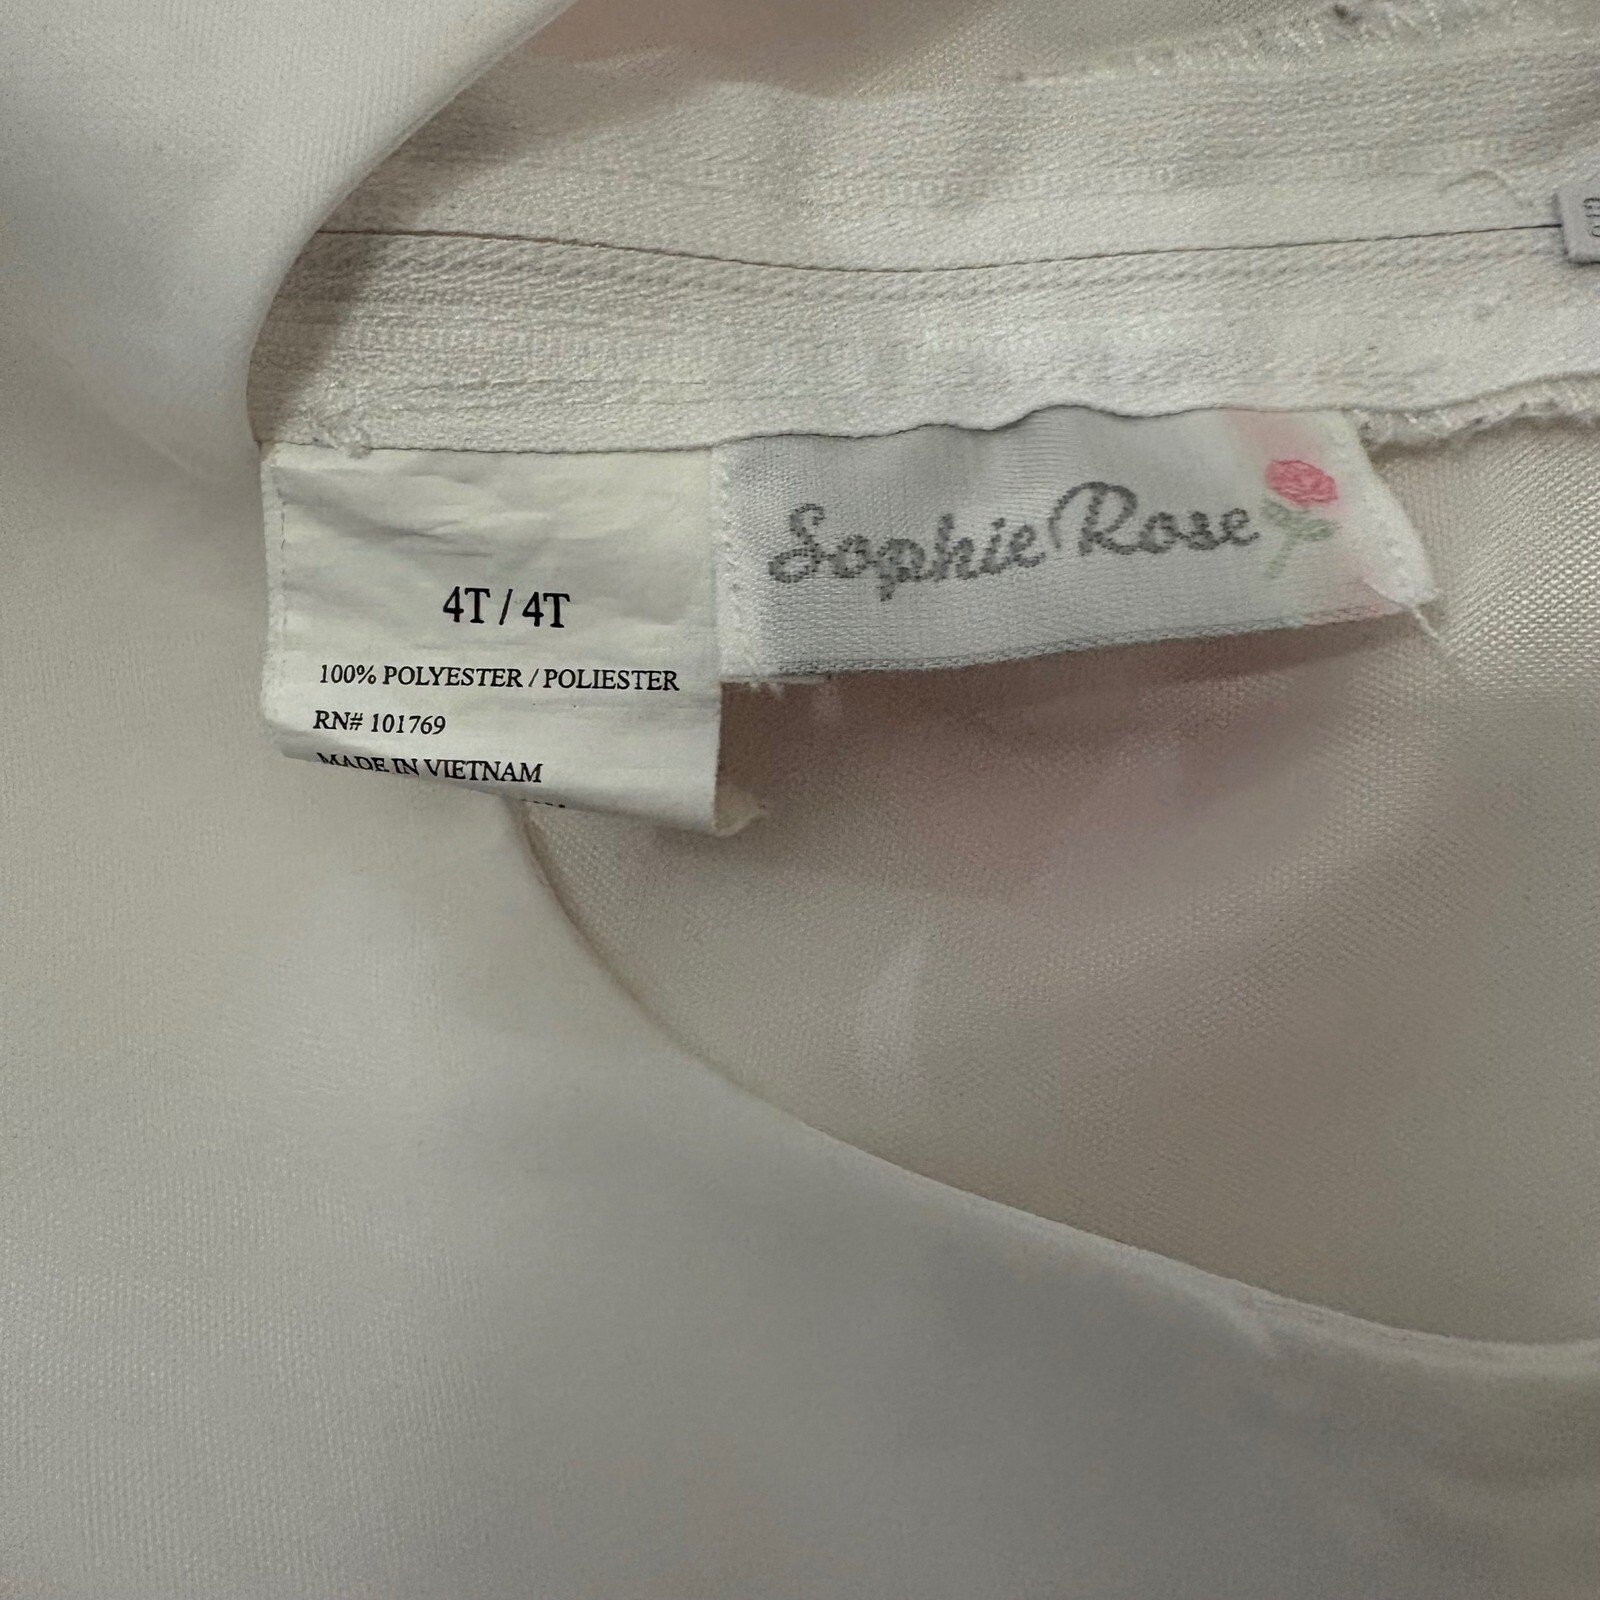 Sophie Rose
4T / 4T
100% POLYESTER / POLIESTER
RN# 101769
MADE IN VIETNAM